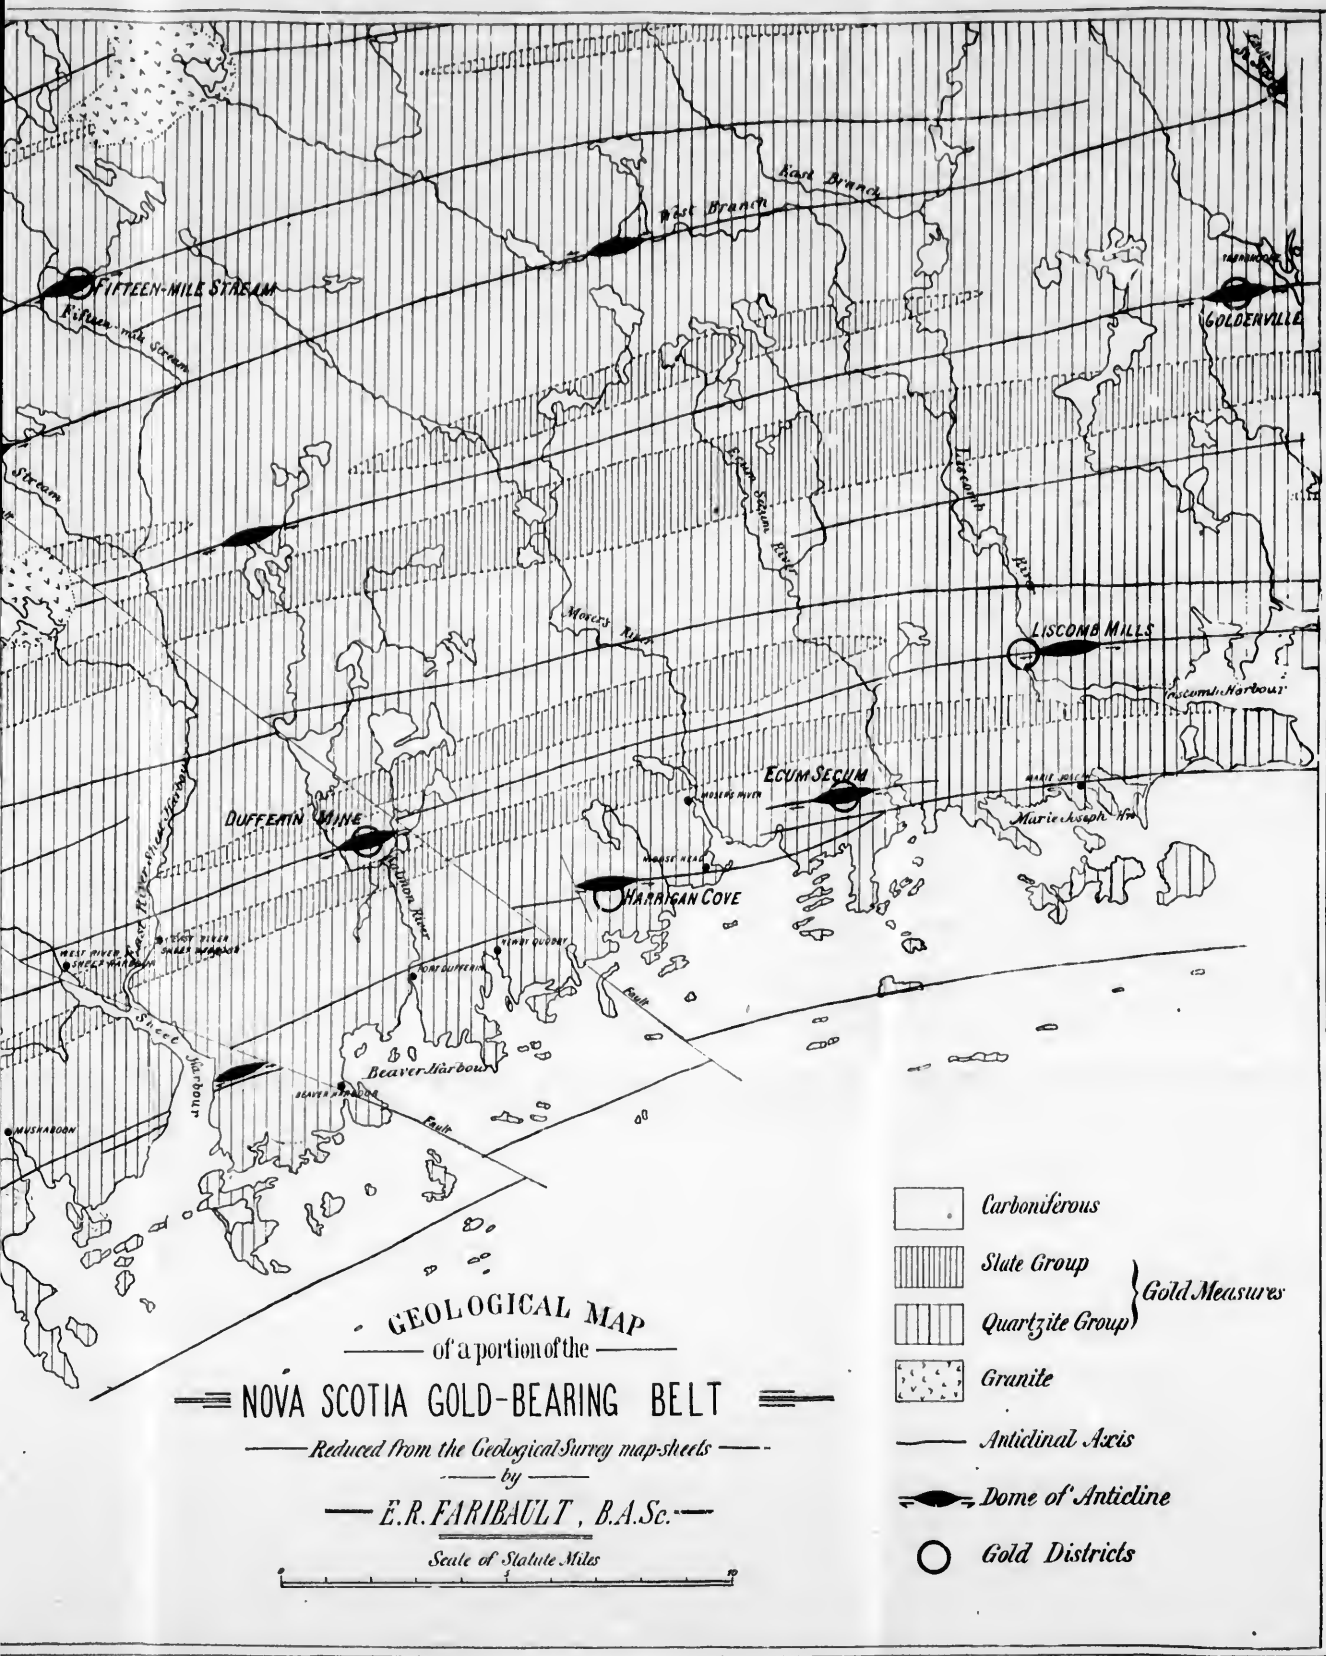 East Branch
West Branch
FIFTEEN-MILE STREAM
Fifteen-mile Stream
GOLDENVILLE
Stream
Ecum Secum River
Liscomb River
Mosers River
LISCOMB MILLS
Liscomb Harbour
ECUM SECUM
MARIE JOSEPH
Marie Joseph Hr.
MOSER'S RIVER
DUFFERIN MINE
Salmon River
MOOSE HEAD
HARRIGAN COVE
East River Sheet Harbour
EAST RIVER
SHEET HARBOUR
WEST RIVER
SHEET HARBOUR
NEWDY QUODDY
PORT DUFFERIN
Fault
Sheet Harbour
Beaver Harbour
BEAVER HARBOUR
Fault
MUSHABOON
Carboniferous
Slate Group
Gold Measures
Quartzite Group
Granite
Anticlinal Axis
Dome of Anticline
Gold Districts
GEOLOGICAL MAP
of a portion of the
NOVA SCOTIA GOLD-BEARING BELT
Reduced from the Geological Survey map-sheets
by
E.R. FARIBAULT, B.A.Sc.
Scale of Statute Miles
0 5 10